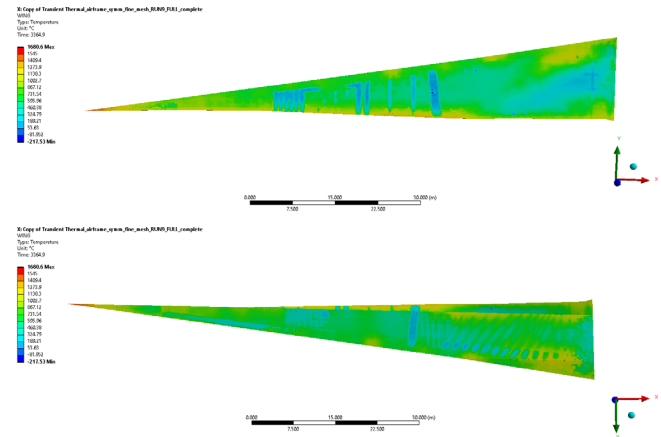 X: Copy of Transient Thermal_airframe_symm_fine_mesh_RUN9_FULL_complete
WING
Type: Temperature
Unit: °C
Time: 3364.9
1680.6 Max
1545
1409.4
1273.8
1138.3
1002.7
867.12
731.54
595.96
460.38
324.79
189.21
53.63
-81.952
-217.53 Min
Y
X
0.000
15.000
30.000 (m)
7.500
22.500
X: Copy of Transient Thermal_airframe_symm_fine_mesh_RUN9_FULL_complete
WING
Type: Temperature
Unit: °C
Time: 3364.9
1680.6 Max
1545
1409.4
1273.8
1138.3
1002.7
867.12
731.54
595.96
460.38
324.79
189.21
53.63
-81.952
-217.53 Min
0.000
15.000
30.000 (m)
7.500
22.500
X
Y